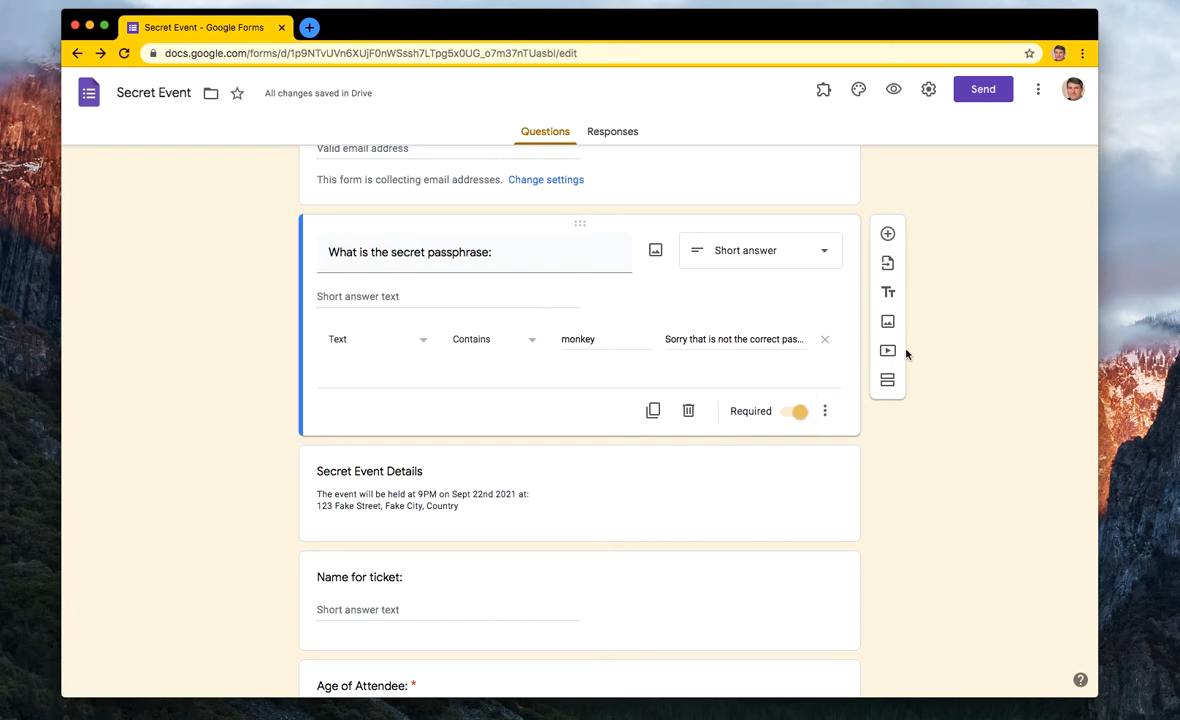 Secret Event - Google Forms
docs.google.com/forms/d/1p9NTvUVn6XUjF0nWSssh7LTpg5x0UG_o7m37nTUasbI/edit
Secret Event
All changes saved in Drive
Send
Questions
Responses
Valid email address
This form is collecting email addresses. Change settings
What is the secret passphrase:
Short answer
Short answer text
Text
Contains
monkey
Sorry that is not the correct pas...
Required
Secret Event Details
The event will be held at 9PM on Sept 22nd 2021 at:
123 Fake Street, Fake City, Country
Name for ticket:
Short answer text
Age of Attendee: *